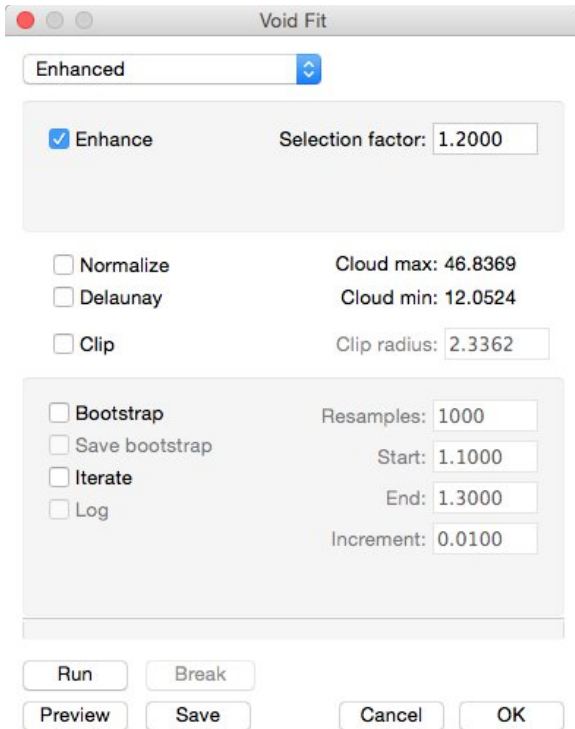 Void Fit
Enhanced
Enhance Selection factor: 1.2000
Normalize Cloud max: 46.8369
Delaunay Cloud min: 12.0524
Clip Clip radius: 2.3362
Bootstrap Resamples: 1000
Save bootstrap Start: 1.1000
Iterate End: 1.3000
Log Increment: 0.0100
Run Break
Preview Save Cancel OK